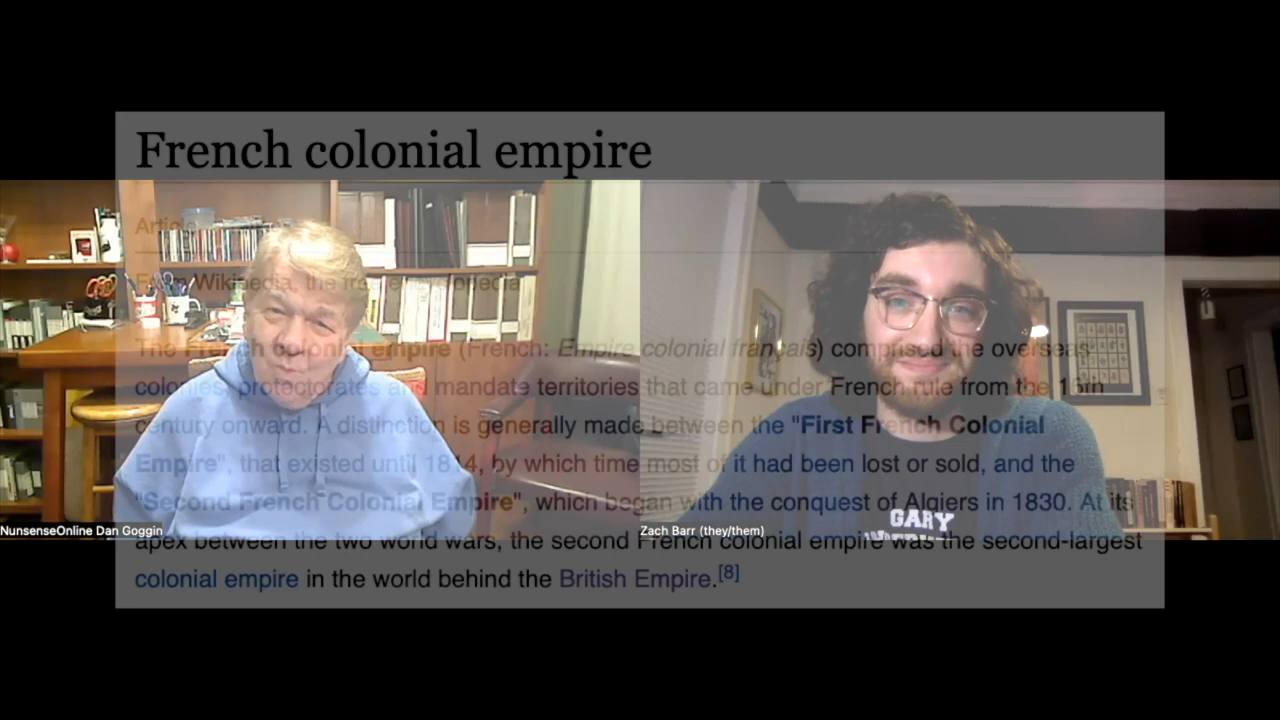 French colonial empire
Article
From Wikipedia, the free encyclopedia
The French colonial empire (French: Empire colonial français) comprised the overseas
colonies, protectorates and mandate territories that came under French rule from the 16th
century onward. A distinction is generally made between the "First French Colonial
Empire", that existed until 1814, by which time most of it had been lost or sold, and the
"Second French Colonial Empire", which began with the conquest of Algiers in 1830. At its
apex between the two world wars, the second French colonial empire was the second-largest
colonial empire in the world behind the British Empire.[8]
NunsenseOnline Dan Goggin
Zach Barr (they/them)
GARY